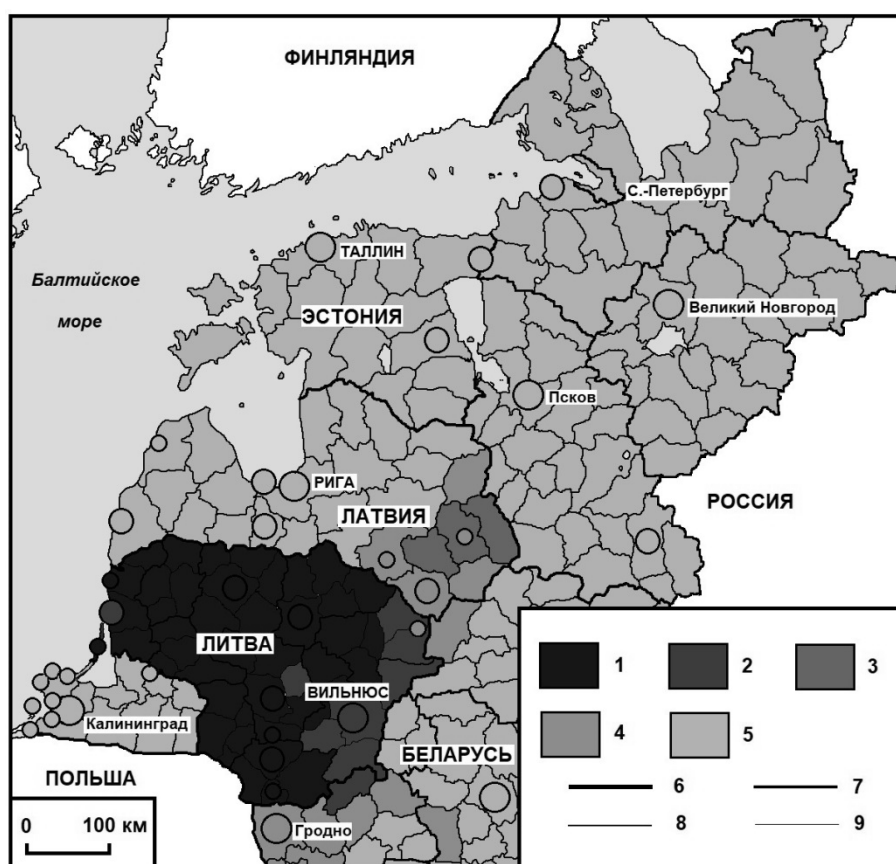 ФИНЛЯНДИЯ
С.-Петербург
ТАЛЛИН
Балтийское
море
ЭСТОНИЯ
Великий Новгород
Псков
РИГА
ЛАТВИЯ
РОССИЯ
ЛИТВА
ВИЛЬНЮС
Калининград
БЕЛАРУСЬ
ПОЛЬША
Гродно
0 100 км
1 2 3
4 5
6 7
8 9